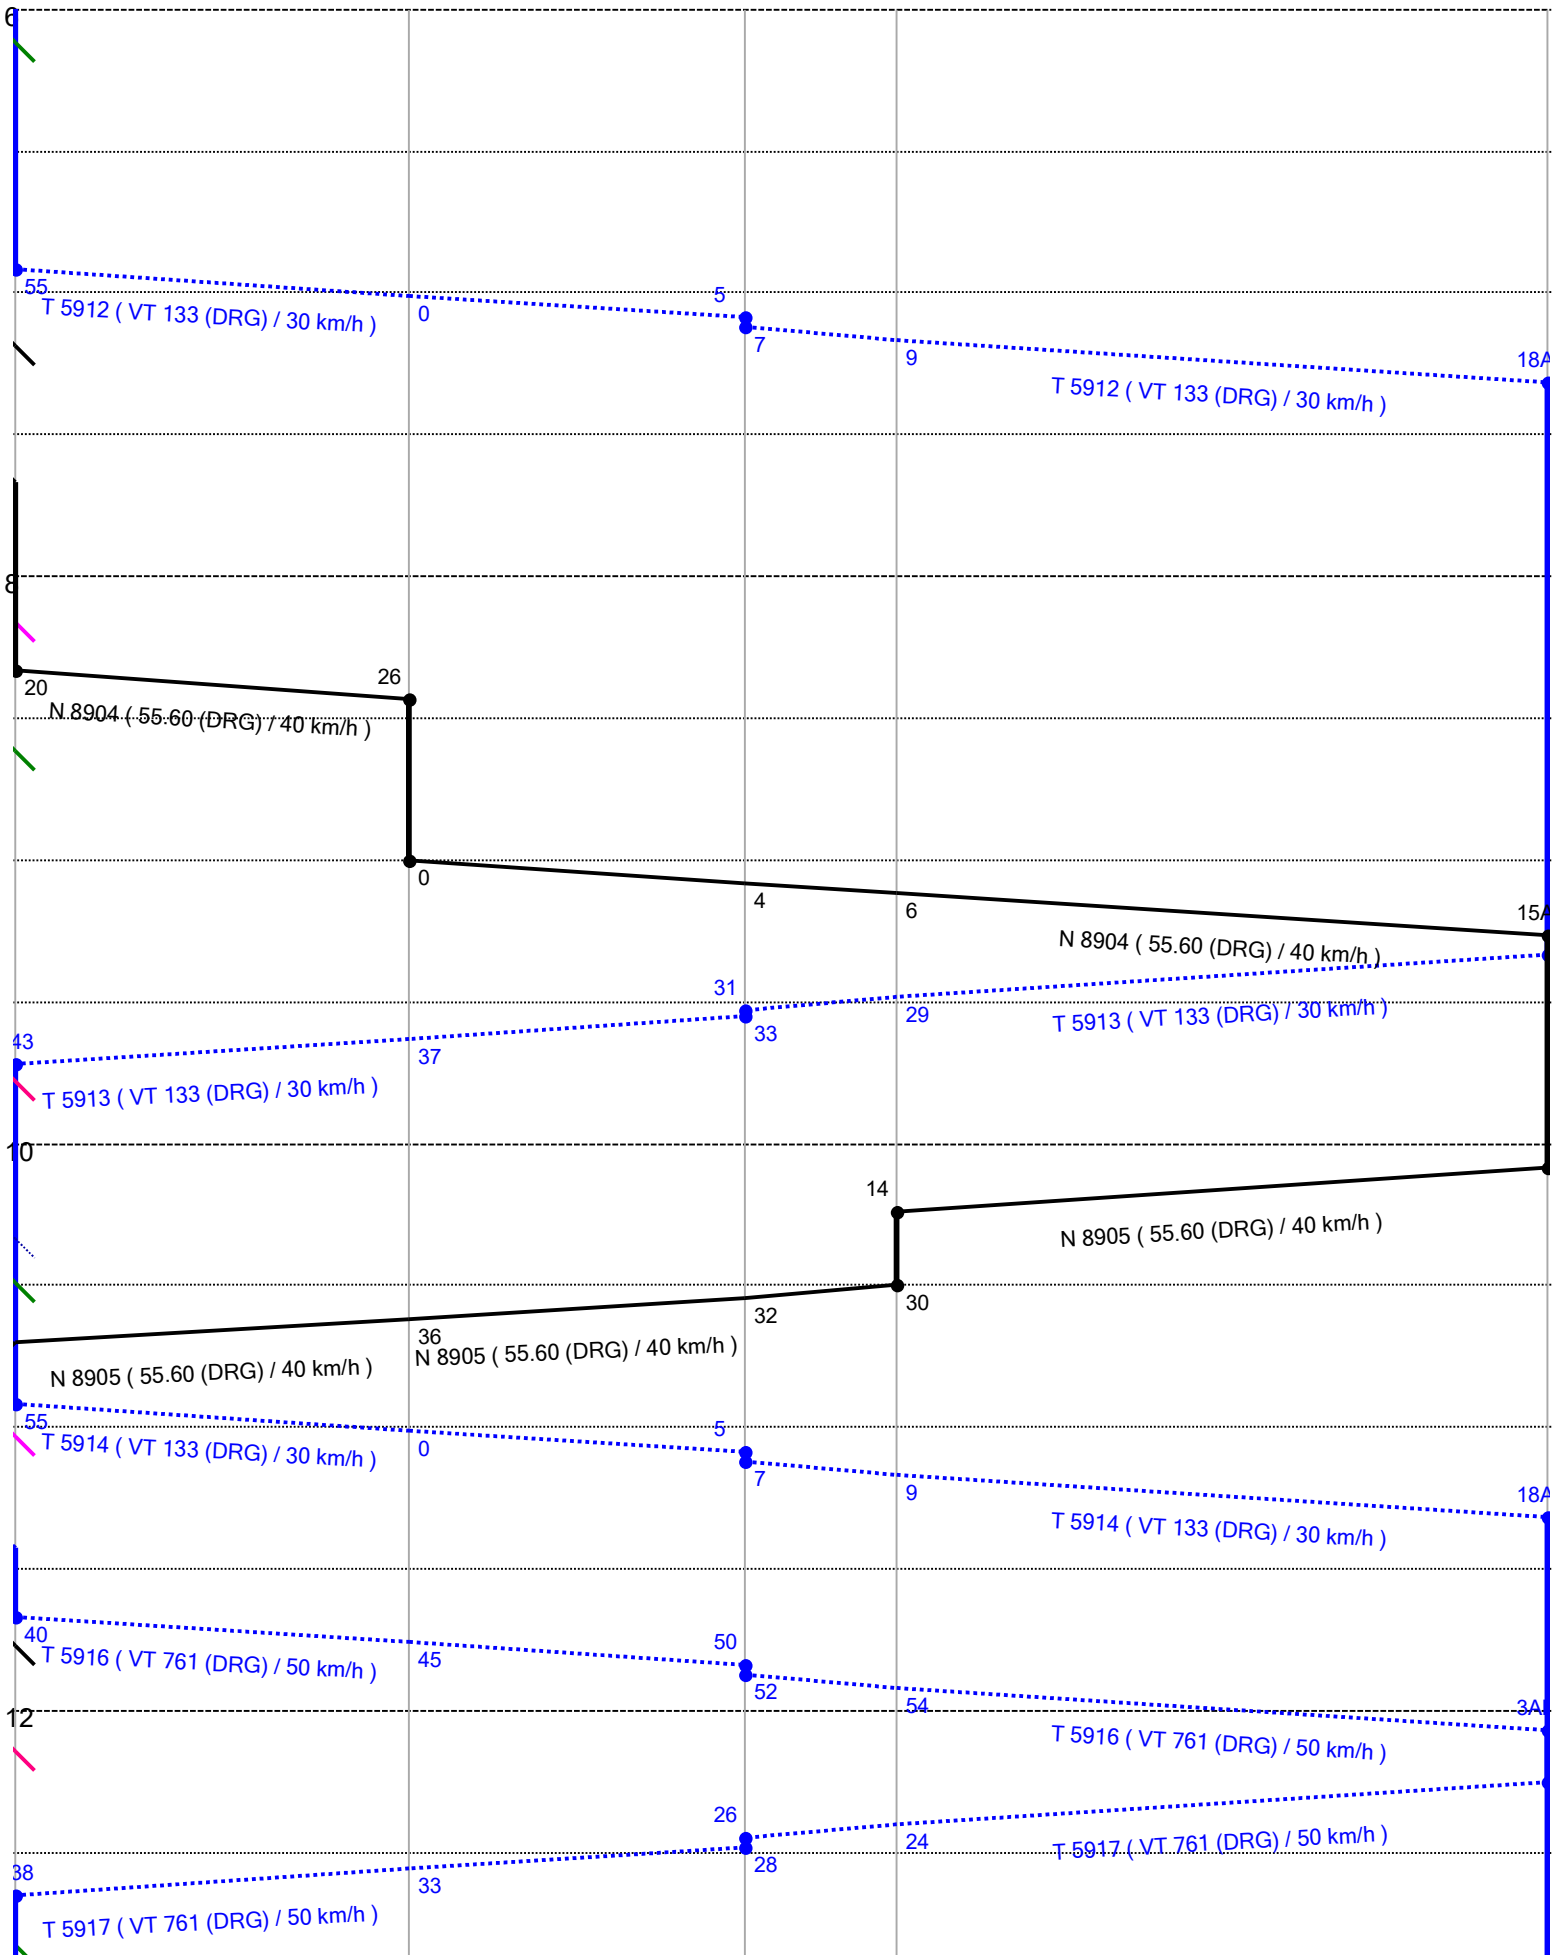 6
55
T 5912 ( VT 133 (DRG) / 30 km/h )
0
5
7
9
18A
T 5912 ( VT 133 (DRG) / 30 km/h )
8
20
26
N 8904 ( 55.60 (DRG) / 40 km/h )
0
4
6
15A
N 8904 ( 55.60 (DRG) / 40 km/h )
31
29
33
T 5913 ( VT 133 (DRG) / 30 km/h )
43
37
T 5913 ( VT 133 (DRG) / 30 km/h )
10
14
N 8905 ( 55.60 (DRG) / 40 km/h )
30
32
36
N 8905 ( 55.60 (DRG) / 40 km/h )
N 8905 ( 55.60 (DRG) / 40 km/h )
55
T 5914 ( VT 133 (DRG) / 30 km/h )
0
5
7
9
18A
T 5914 ( VT 133 (DRG) / 30 km/h )
40
T 5916 ( VT 761 (DRG) / 50 km/h )
45
50
52
54
3A
12
T 5916 ( VT 761 (DRG) / 50 km/h )
26
24
28
T 5917 ( VT 761 (DRG) / 50 km/h )
38
33
T 5917 ( VT 761 (DRG) / 50 km/h )